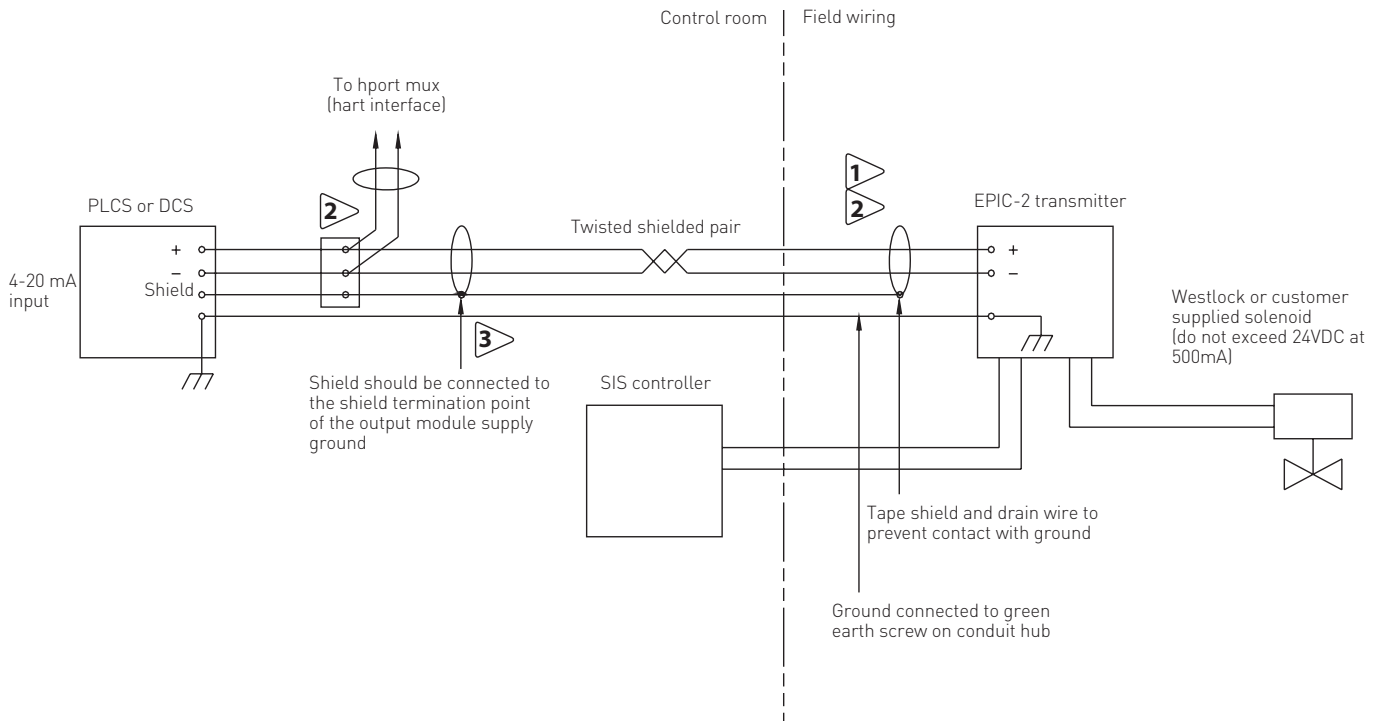 Control room
Field wiring
To hport mux
(hart interface)
1
2
2
PLCS or DCS
EPIC-2 transmitter
Twisted shielded pair
+
−
Shield
4-20 mA
input
+
−
3
Westlock or customer
supplied solenoid
(do not exceed 24VDC at
500mA)
Shield should be connected to
the shield termination point
of the output module supply
ground
SIS controller
Tape shield and drain wire to
prevent contact with ground
Ground connected to green
earth screw on conduit hub